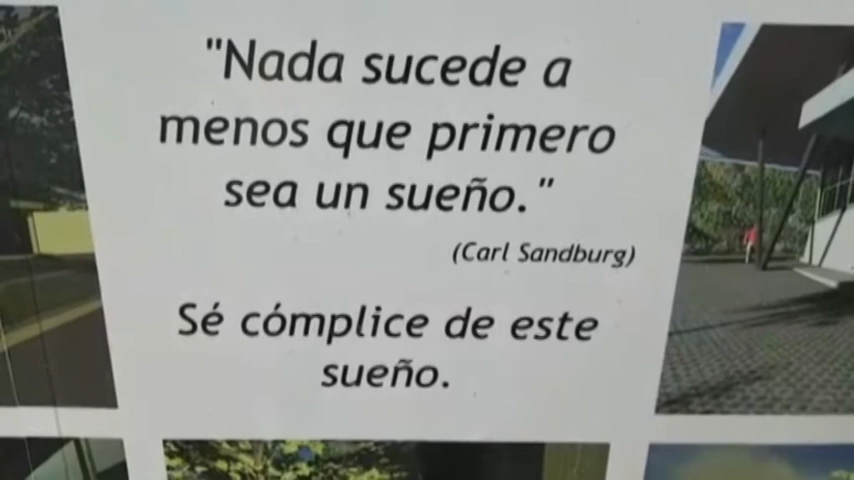 "Nada sucede a
menos que primero
sea un sueño."
(Carl Sandburg)
Sé cómplice de este
sueño.